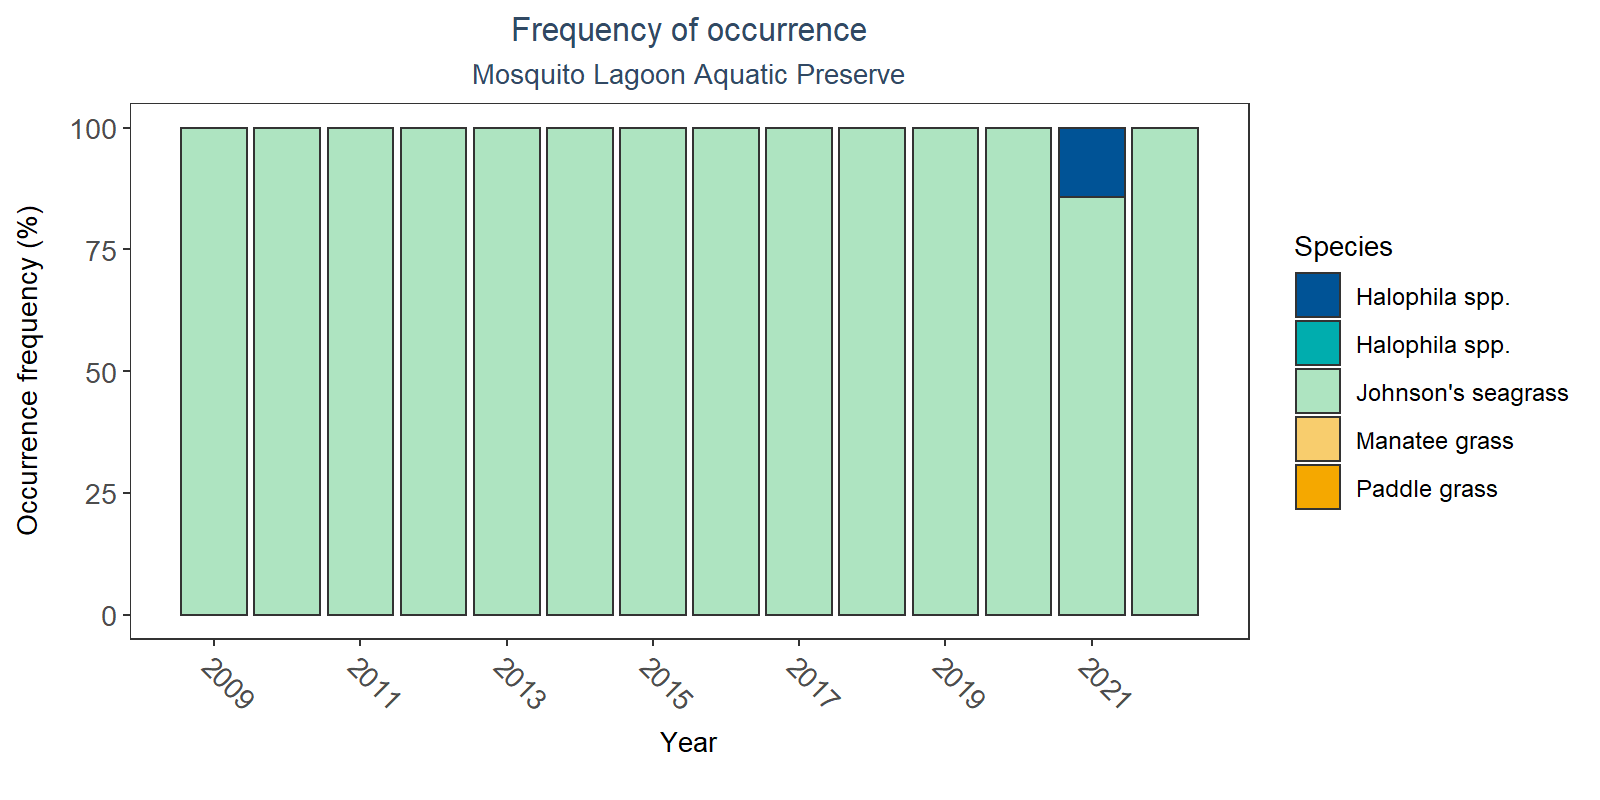 Frequency of occurrence
Mosquito Lagoon Aquatic Preserve
Occurrence frequency (%)
100
75
50
25
0
2009
2011
2013
2015
2017
2019
2021
Year
Species
Halophila spp.
Halophila spp.
Johnson's seagrass
Manatee grass
Paddle grass